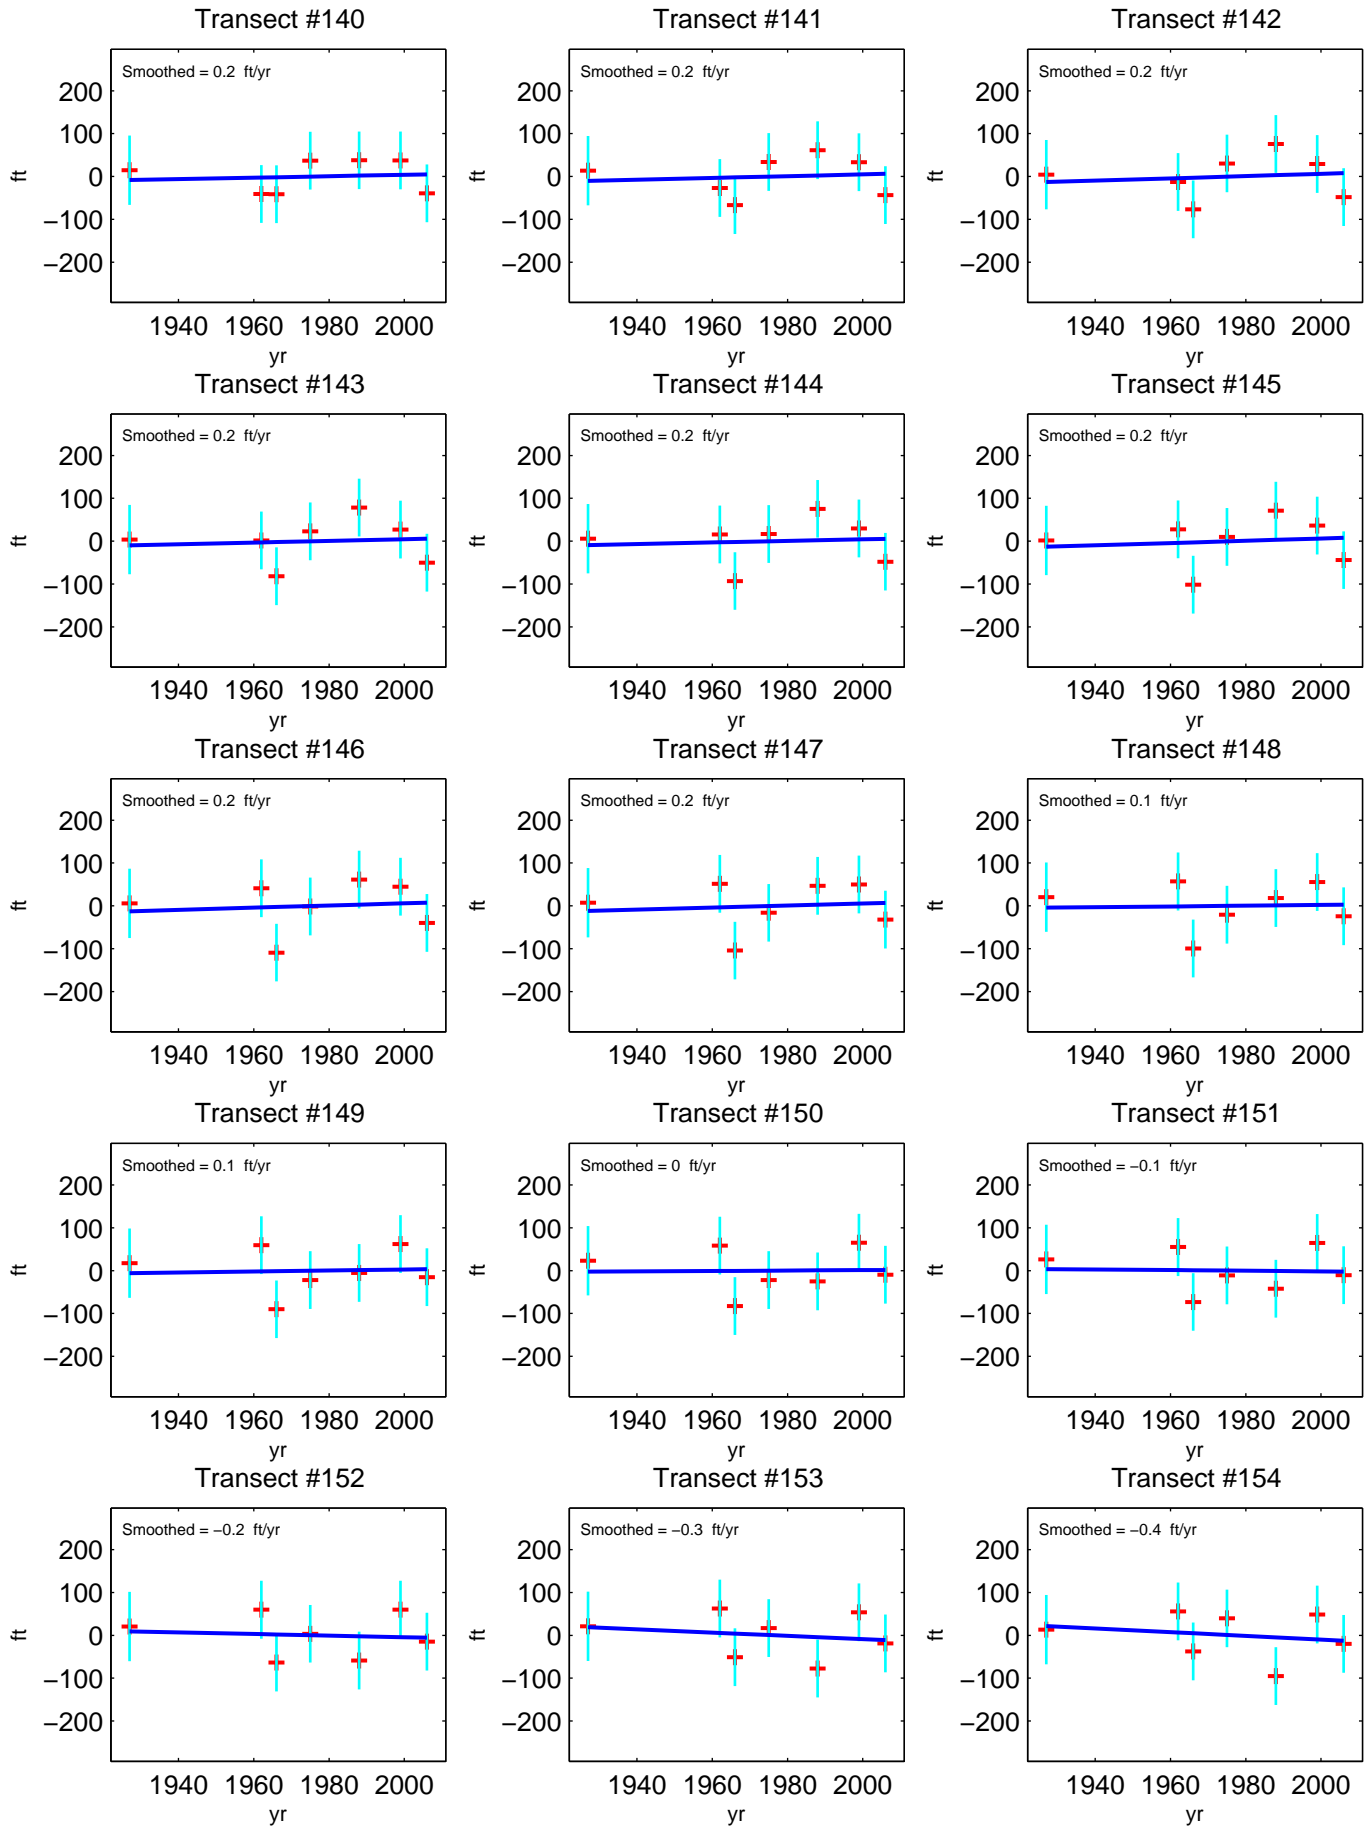 Transect #140 Transect #141 Transect #142
Smoothed = 0.2 ft/yr Smoothed = 0.2 ft/yr Smoothed = 0.2 ft/yr
200 200 200
100 100 100
ft 0 ft 0 ft 0
−100 −100 −100
−200 −200 −200
1940 1960 1980 2000 1940 1960 1980 2000 1940 1960 1980 2000
yr yr yr
Transect #143 Transect #144 Transect #145
Smoothed = 0.2 ft/yr Smoothed = 0.2 ft/yr Smoothed = 0.2 ft/yr
200 200 200
100 100 100
ft 0 ft 0 ft 0
−100 −100 −100
−200 −200 −200
1940 1960 1980 2000 1940 1960 1980 2000 1940 1960 1980 2000
yr yr yr
Transect #146 Transect #147 Transect #148
Smoothed = 0.2 ft/yr Smoothed = 0.2 ft/yr Smoothed = 0.1 ft/yr
200 200 200
100 100 100
ft 0 ft 0 ft 0
−100 −100 −100
−200 −200 −200
1940 1960 1980 2000 1940 1960 1980 2000 1940 1960 1980 2000
yr yr yr
Transect #149 Transect #150 Transect #151
Smoothed = 0.1 ft/yr Smoothed = 0 ft/yr Smoothed = −0.1 ft/yr
200 200 200
100 100 100
ft 0 ft 0 ft 0
−100 −100 −100
−200 −200 −200
1940 1960 1980 2000 1940 1960 1980 2000 1940 1960 1980 2000
yr yr yr
Transect #152 Transect #153 Transect #154
Smoothed = −0.2 ft/yr Smoothed = −0.3 ft/yr Smoothed = −0.4 ft/yr
200 200 200
100 100 100
ft 0 ft 0 ft 0
−100 −100 −100
−200 −200 −200
1940 1960 1980 2000 1940 1960 1980 2000 1940 1960 1980 2000
yr yr yr